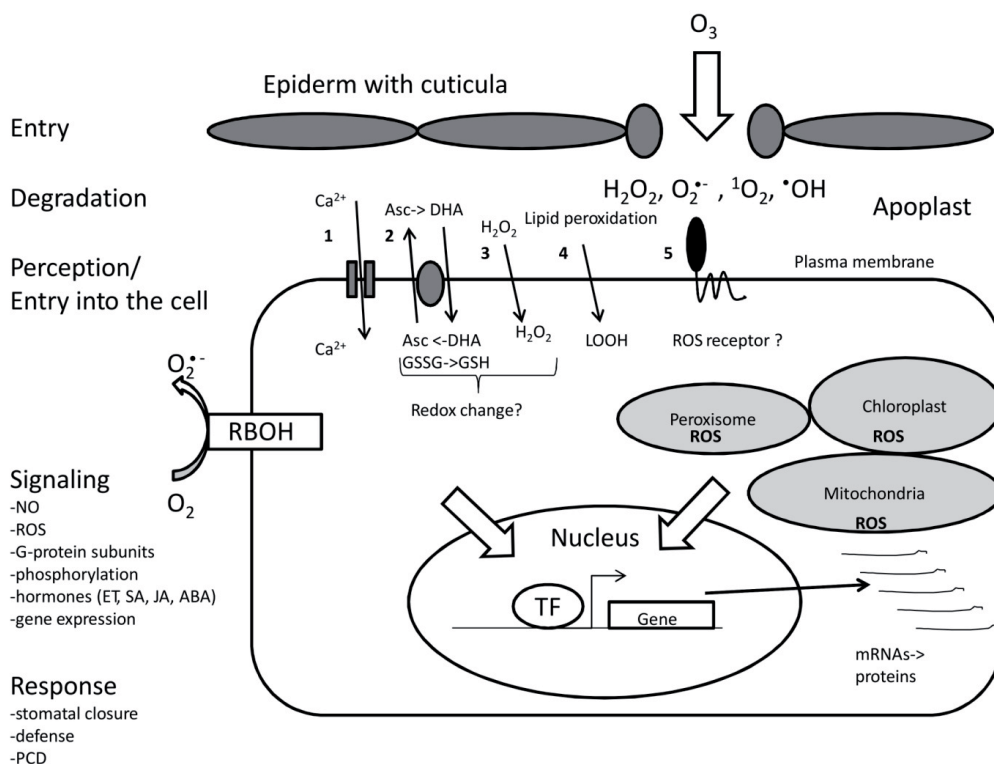 O₃
Epiderm with cuticula
Entry
Degradation
H₂O₂, O₂•⁻ , ¹O₂, •OH
Apoplast
Ca²⁺
Asc-> DHA
H₂O₂
Lipid peroxidation
1
2
3
4
5
Perception/
Entry into the cell
Plasma membrane
Ca²⁺
Asc <-DHA
GSSG->GSH
H₂O₂
LOOH
ROS receptor ?
Redox change?
O₂•⁻
RBOH
O₂
Peroxisome
ROS
Chloroplast
ROS
Mitochondria
ROS
Signaling
-NO
-ROS
-G-protein subunits
-phosphorylation
-hormones (ET, SA, JA, ABA)
-gene expression
Nucleus
TF
Gene
mRNAs->
proteins
Response
-stomatal closure
-defense
-PCD